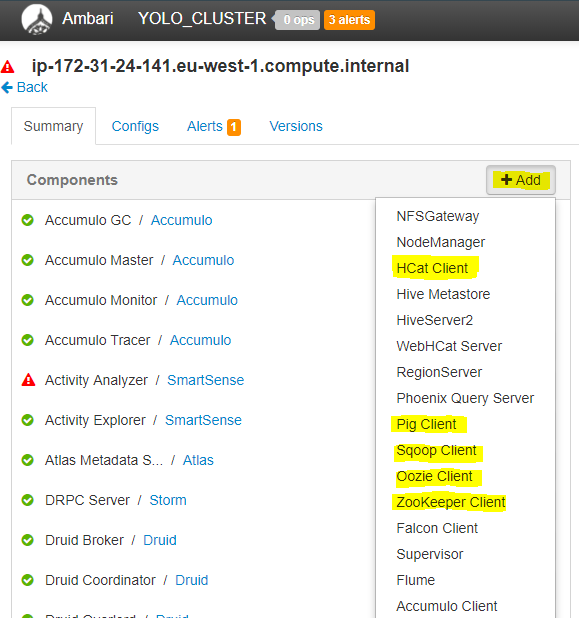 Ambari YOLO_CLUSTER 0 ops 3 alerts
ip-172-31-24-141.eu-west-1.compute.internal
Back
Summary Configs Alerts 1 Versions
Components + Add
Accumulo GC / Accumulo
Accumulo Master / Accumulo
Accumulo Monitor / Accumulo
Accumulo Tracer / Accumulo
Activity Analyzer / SmartSense
Activity Explorer / SmartSense
Atlas Metadata S... / Atlas
DRPC Server / Storm
Druid Broker / Druid
Druid Coordinator / Druid
NFSGateway
NodeManager
HCat Client
Hive Metastore
HiveServer2
WebHCat Server
RegionServer
Phoenix Query Server
Pig Client
Sqoop Client
Oozie Client
ZooKeeper Client
Falcon Client
Supervisor
Flume
Accumulo Client